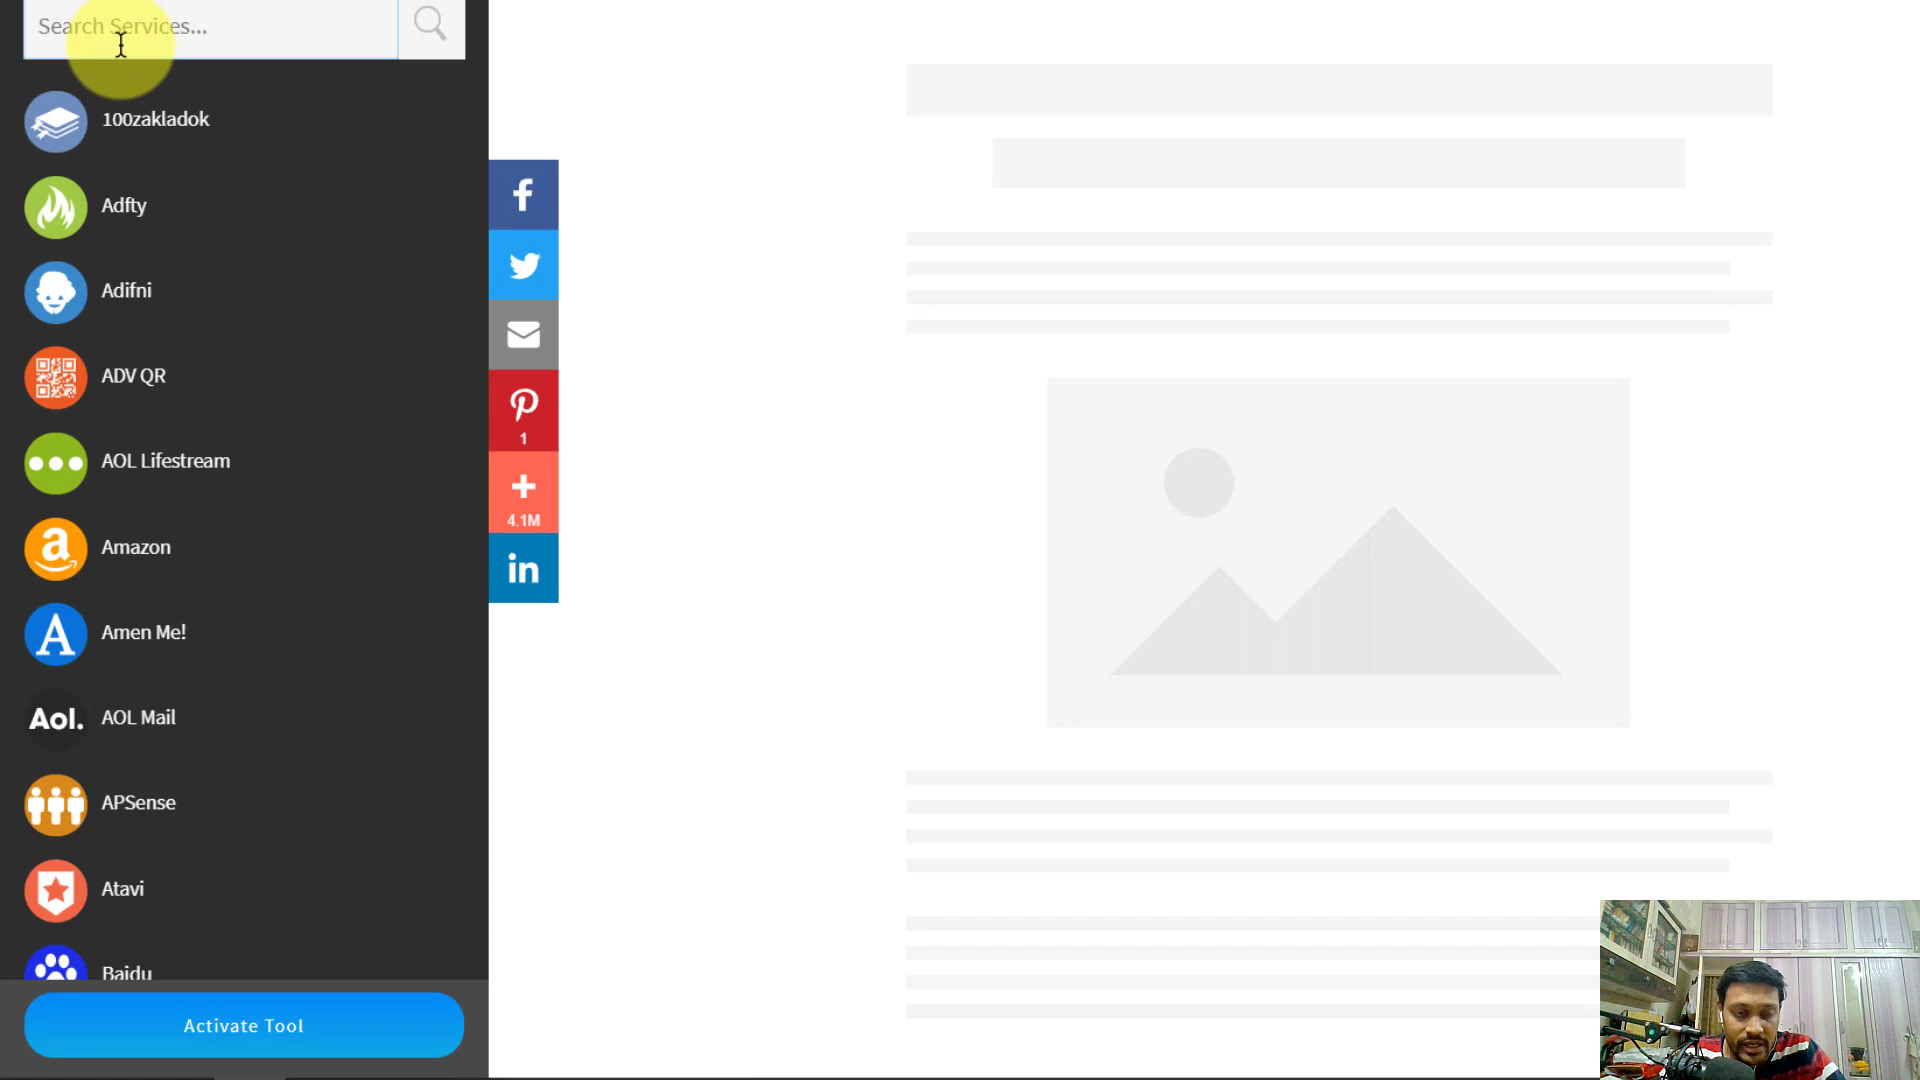 Search Services...
100zakladok
Adfty
Adifni
ADV QR
AOL Lifestream
a
Amazon
A
Amen Me!
Aol.
AOL Mail
APSense
Atavi
Baidu
Activate Tool
f
1
4.1M
in